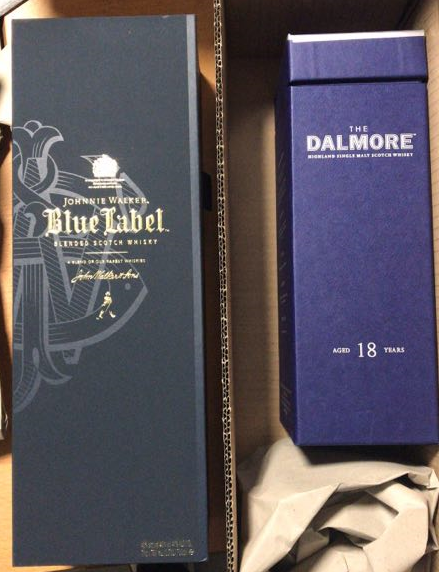 JOHNNIE WALKER.
Blue Label™
BLENDED SCOTCH WHISKY
A BLEND OF OUR RAREST WHISKIES
John Walker & Sons
THE
DALMORE
HIGHLAND SINGLE MALT SCOTCH WHISKY
AGED 18 YEARS